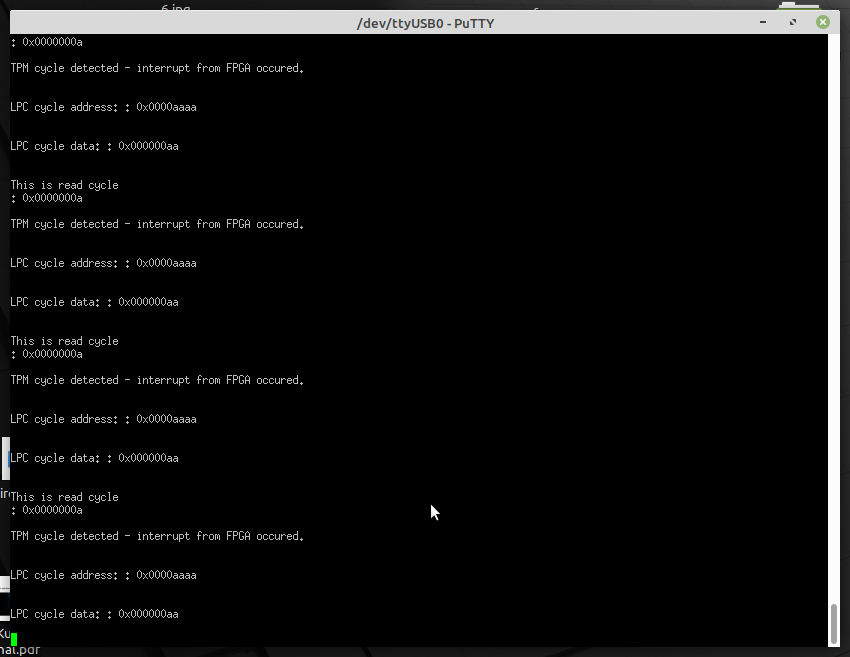 6.jpg
/dev/ttyUSB0 - PuTTY
: 0x0000000a
TPM cycle detected - interrupt from FPGA occured.
LPC cycle address: : 0x0000aaaa
LPC cycle data: : 0x000000aa
This is read cycle
: 0x0000000a
TPM cycle detected - interrupt from FPGA occured.
LPC cycle address: : 0x0000aaaa
LPC cycle data: : 0x000000aa
This is read cycle
: 0x0000000a
TPM cycle detected - interrupt from FPGA occured.
LPC cycle address: : 0x0000aaaa
LPC cycle data: : 0x000000aa
This is read cycle
: 0x0000000a
TPM cycle detected - interrupt from FPGA occured.
LPC cycle address: : 0x0000aaaa
LPC cycle data: : 0x000000aa